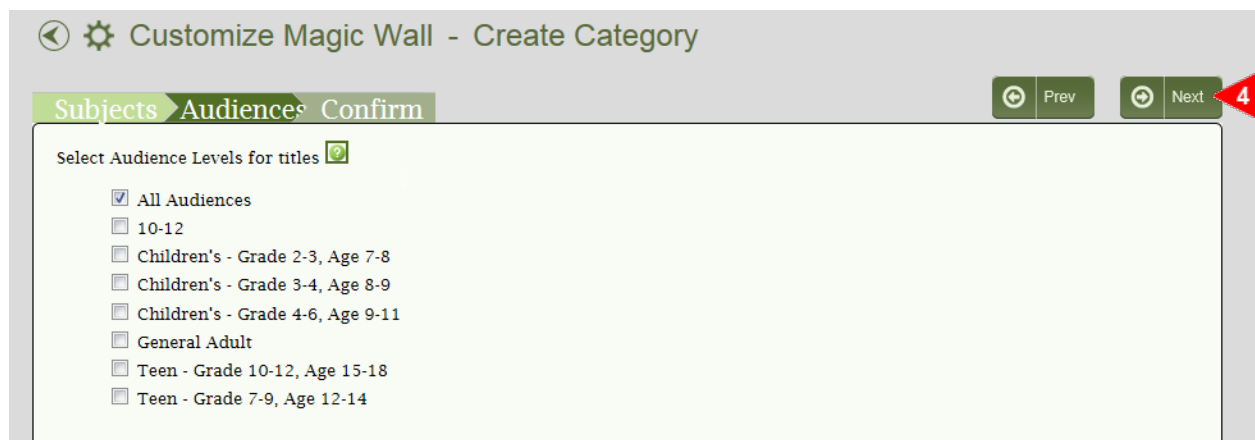 Customize Magic Wall - Create Category
Subjects Audiences Confirm
Prev
Next
4
Select Audience Levels for titles ?
All Audiences
10-12
Children's - Grade 2-3, Age 7-8
Children's - Grade 3-4, Age 8-9
Children's - Grade 4-6, Age 9-11
General Adult
Teen - Grade 10-12, Age 15-18
Teen - Grade 7-9, Age 12-14